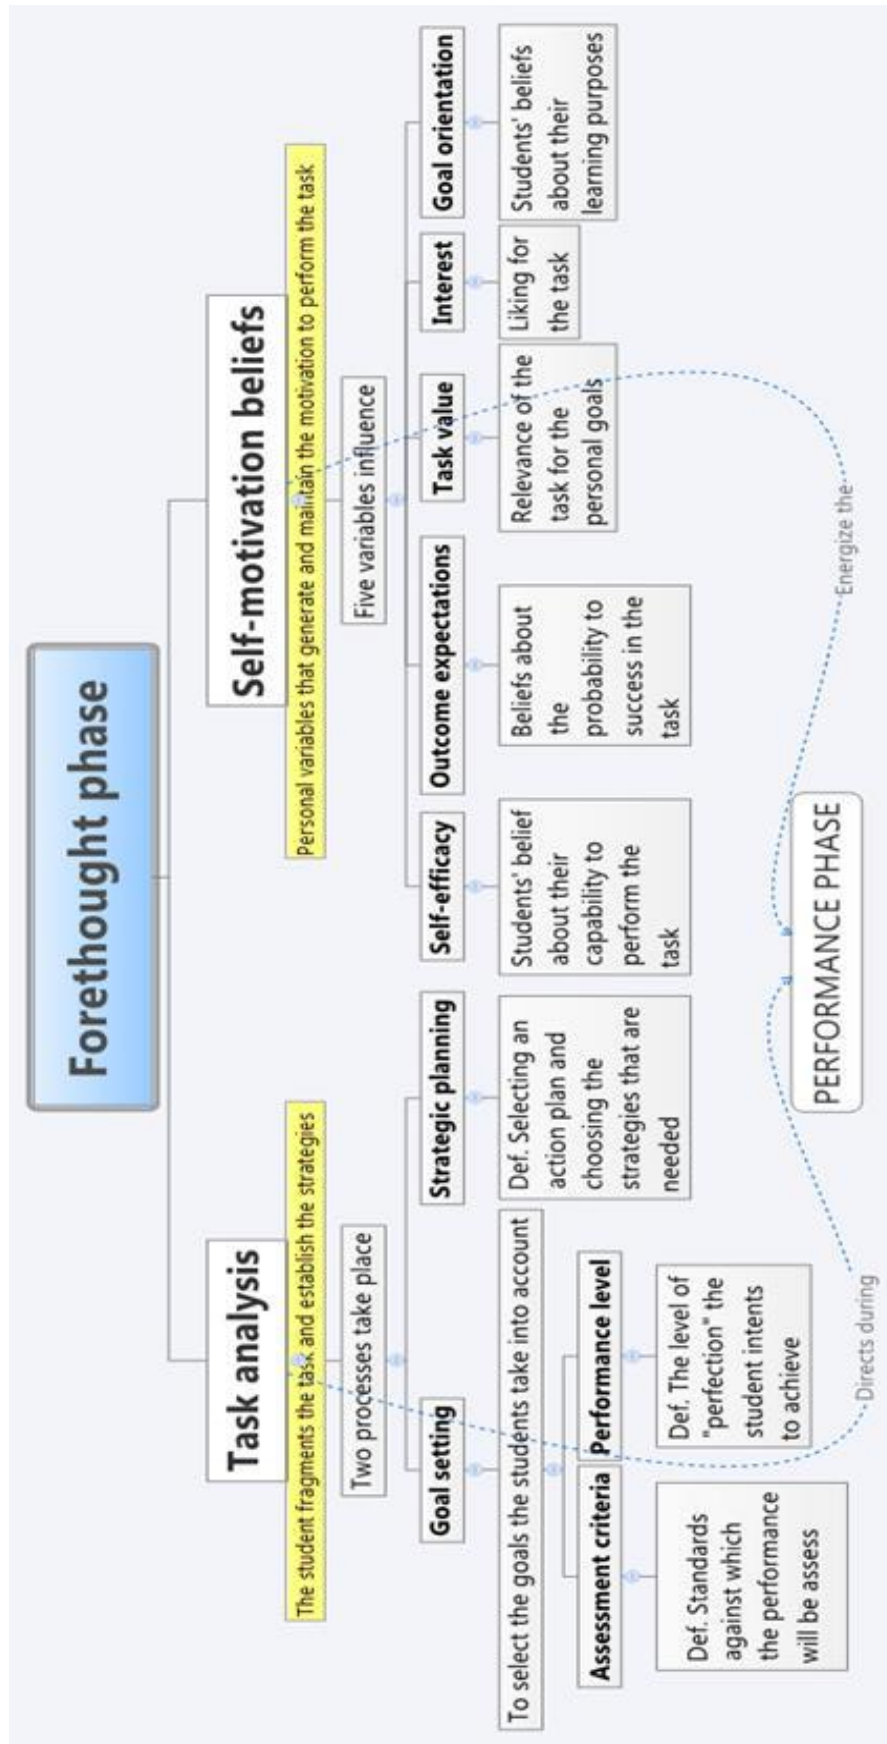 Forethought phase
Task analysis
The student fragments the task and establish the strategies
Two processes take place
Goal setting
To select the goals the students take into account
Assessment criteria
Def. Standards
against which
the performance
will be assess
Performance level
Def. The level of
"perfection" the
student intents
to achieve
Strategic planning
Def. Selecting an
action plan and
choosing the
strategies that are
needed
Self-motivation beliefs
Personal variables that generate and maintain the motivation to perform the task
Five variables influence
Self-efficacy
Students' belief
about their
capability to
perform the
task
Outcome expectations
Beliefs about
the
probability to
success in the
task
Task value
Relevance of the
task for the
personal goals
Interest
Liking for
the task
Goal orientation
Students' beliefs
about their
learning purposes
Directs during
Energize the
PERFORMANCE PHASE